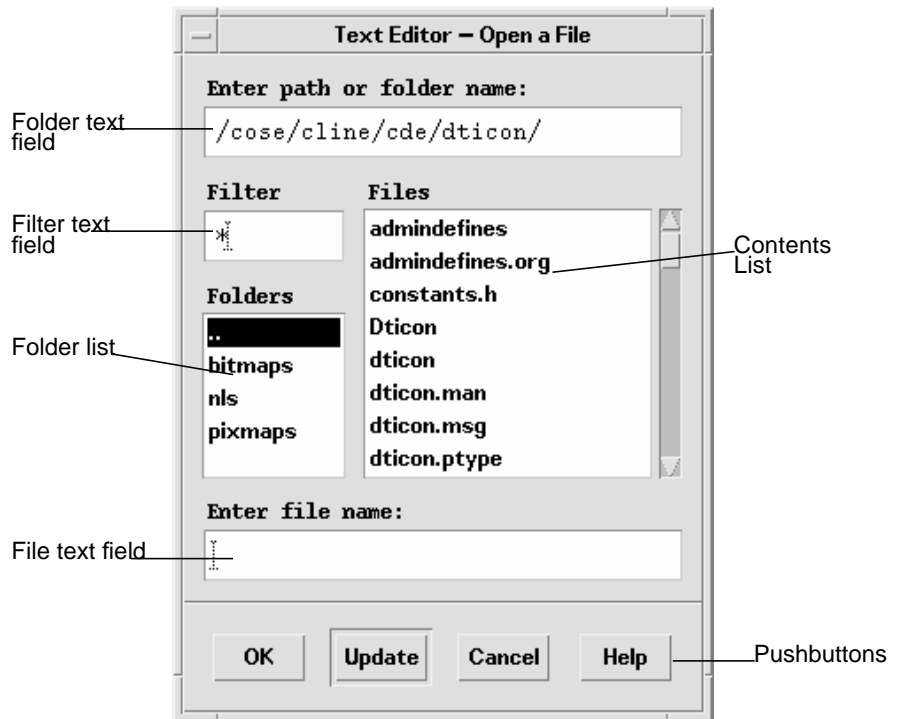 Text Editor – Open a File
Enter path or folder name:
Folder text
field
/cose/cline/cde/dticon/
Filter
Files
Filter text
field
*
admindefines
admindefines.org
constants.h
Dticon
dticon
dticon.man
dticon.msg
dticon.ptype
Contents
List
Folders
Folder list
..
bitmaps
nls
pixmaps
Enter file name:
File text field
OK
Update
Cancel
Help
Pushbuttons